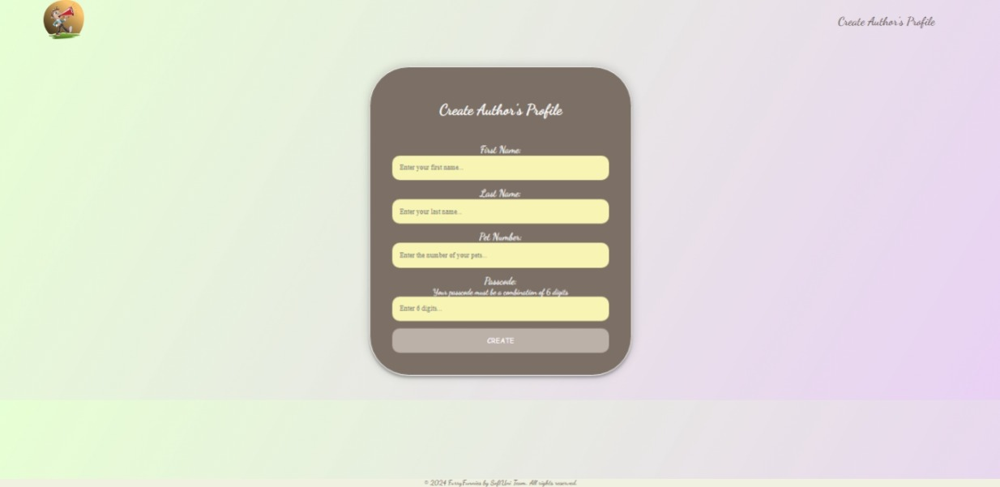 Create Author's Profile
Create Author's Profile
First Name:
Enter your first name...
Last Name:
Enter your last name...
Pet Number:
Enter the number of your pets...
Passcode:
Your passcode must be a combination of 6 digits
Enter 6 digits...
CREATE
© 2024 FurryFunnies by SoftUni Team. All rights reserved.